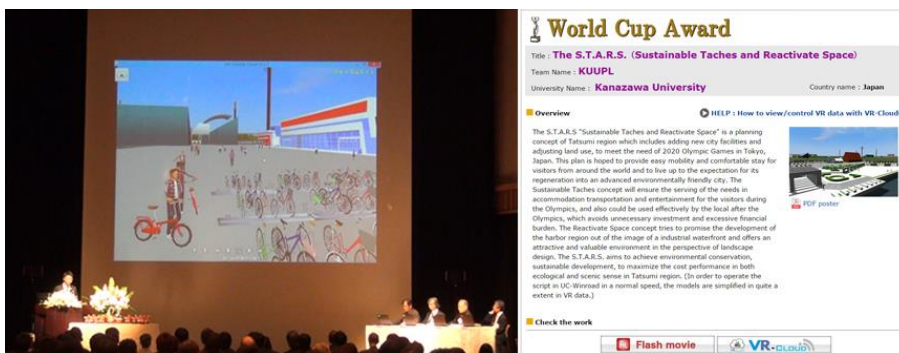 World Cup Award
Title : The S.T.A.R.S. (Sustainable Taches and Reactivate Space)
Team Name : KUUPL
University Name : Kanazawa University Country name : Japan
Overview
HELP : How to view/control VR data with VR-Cloud
The S.T.A.R.S "Sustainable Taches and Reactivate Space" is a planning
concept of Tatsumi region which includes adding new city facilities and
adjusting land use, to meet the need of 2020 Olympic Games in Tokyo,
Japan. This plan is hoped to provide easy mobility and comfortable stay for
visitors from around the world and to live up to the expectation for its
regeneration into an advanced environmentally friendly city. The
Sustainable Taches concept will ensure the serving of the needs in
accommodation transportation and entertainment for the visitors during
the Olympics, and also could be used effectively by the local after the
Olympics, which avoids unnecessary investment and excessive financial
burden. The Reactivate Space concept tries to promise the development of
the harbor region out of the image of a industrial waterfront and offers an
attractive and valuable environment in the perspective of landscape
design. The S.T.A.R.S. aims to achieve environmental conservation,
sustainable development, to maximize the cost performance in both
ecological and scenic sense in Tatsumi region. (In order to operate the
script in UC-Winroad in a normal speed, the models are simplified in quite a
extent in VR data.)
PDF poster
Check the work
Flash movie
VR-CLOUD